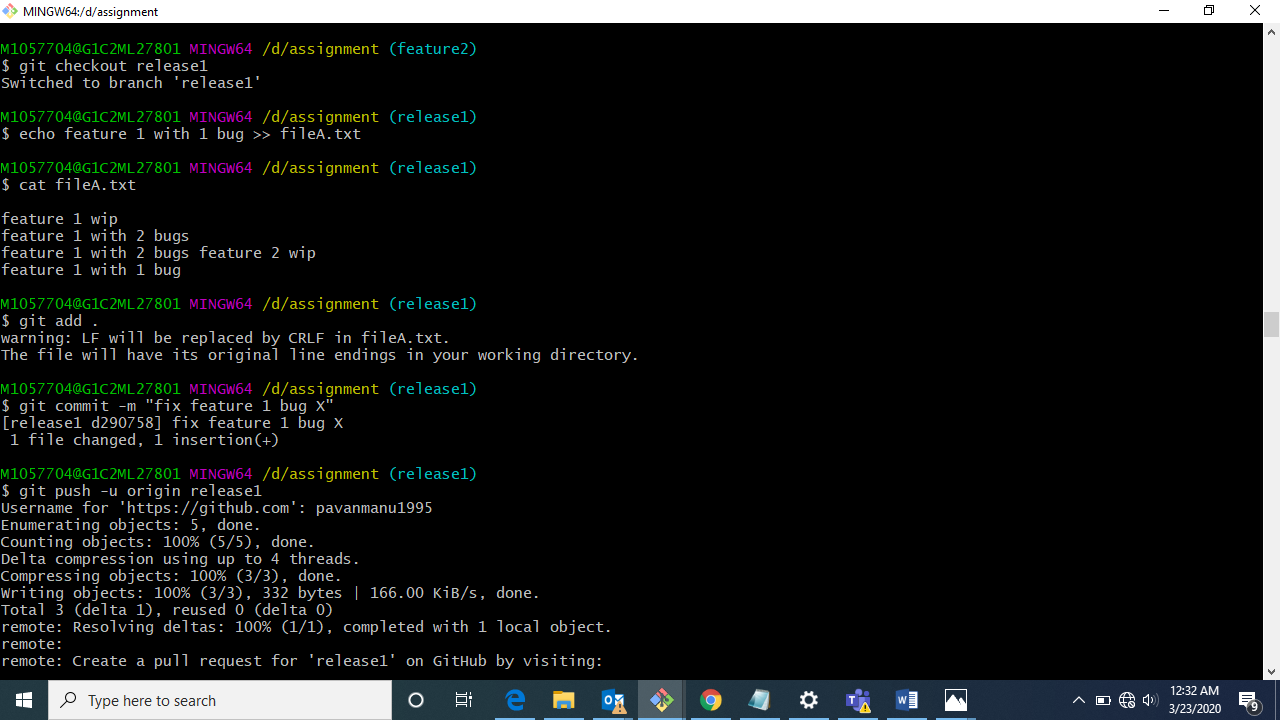 MINGW64:/d/assignment
M1057704@G1C2ML27801 MINGW64 /d/assignment (feature2)
$ git checkout release1
Switched to branch 'release1'
M1057704@G1C2ML27801 MINGW64 /d/assignment (release1)
$ echo feature 1 with 1 bug >> fileA.txt
M1057704@G1C2ML27801 MINGW64 /d/assignment (release1)
$ cat fileA.txt
feature 1 wip
feature 1 with 2 bugs
feature 1 with 2 bugs feature 2 wip
feature 1 with 1 bug
M1057704@G1C2ML27801 MINGW64 /d/assignment (release1)
$ git add .
warning: LF will be replaced by CRLF in fileA.txt.
The file will have its original line endings in your working directory.
M1057704@G1C2ML27801 MINGW64 /d/assignment (release1)
$ git commit -m "fix feature 1 bug X"
[release1 d290758] fix feature 1 bug X
 1 file changed, 1 insertion(+)
M1057704@G1C2ML27801 MINGW64 /d/assignment (release1)
$ git push -u origin release1
Username for 'https://github.com': pavanmanu1995
Enumerating objects: 5, done.
Counting objects: 100% (5/5), done.
Delta compression using up to 4 threads.
Compressing objects: 100% (3/3), done.
Writing objects: 100% (3/3), 332 bytes | 166.00 KiB/s, done.
Total 3 (delta 1), reused 0 (delta 0)
remote: Resolving deltas: 100% (1/1), completed with 1 local object.
remote:
remote: Create a pull request for 'release1' on GitHub by visiting:
Type here to search
12:32 AM
3/23/2020
9